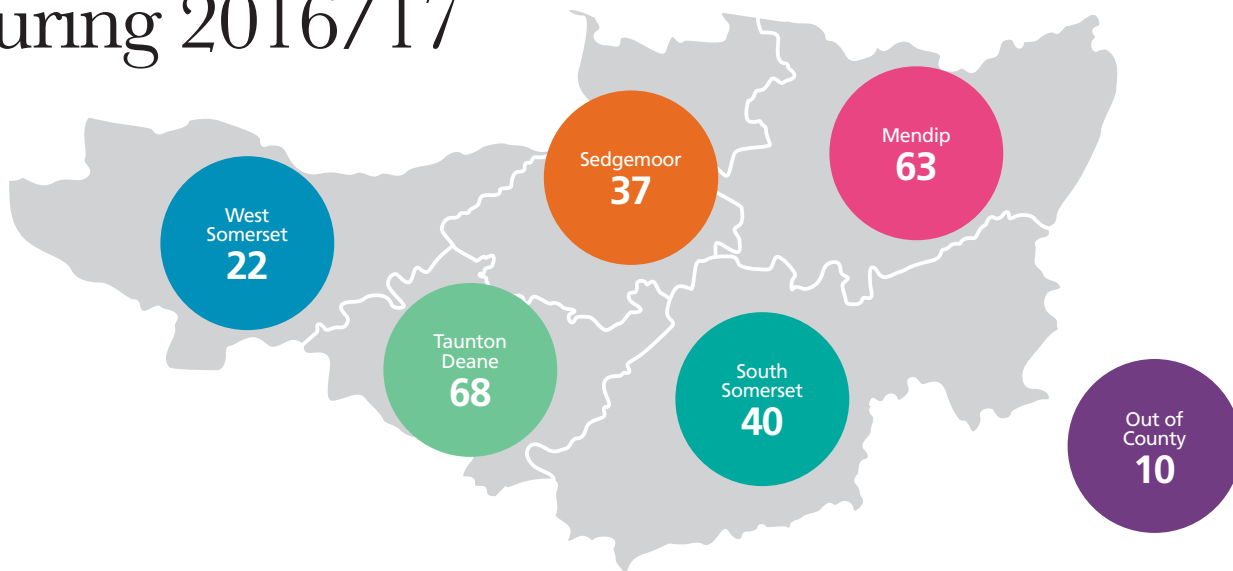 uring 2016/17
Sedgemoor
37
Mendip
63
West
Somerset
22
Taunton
Deane
68
South
Somerset
40
Out of
County
10